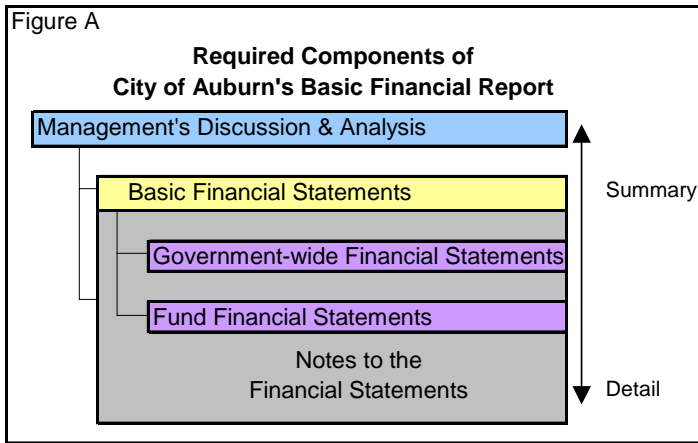 Figure A
Required Components of
City of Auburn's Basic Financial Report
Management's Discussion & Analysis
Basic Financial Statements
Summary
Government-wide Financial Statements
Fund Financial Statements
Notes to the
Financial Statements
Detail